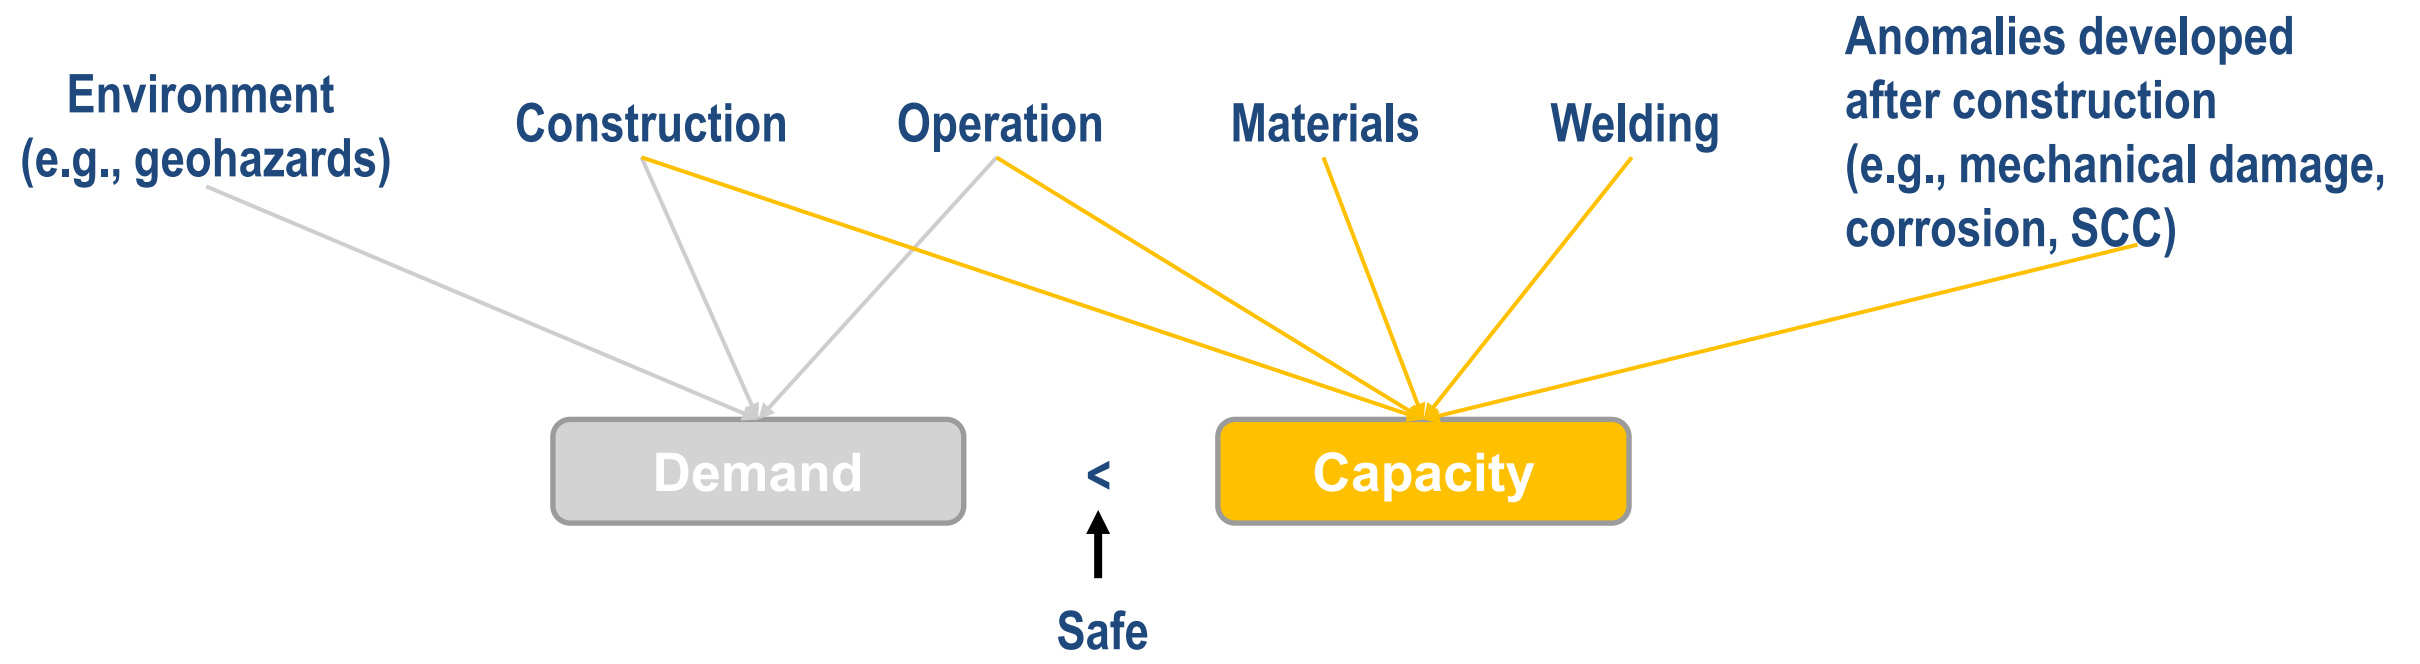 Environment
(e.g., geohazards)
Construction
Operation
Materials
Welding
Anomalies developed
after construction
(e.g., mechanical damage,
corrosion, SCC)
Demand
<
Capacity
Safe